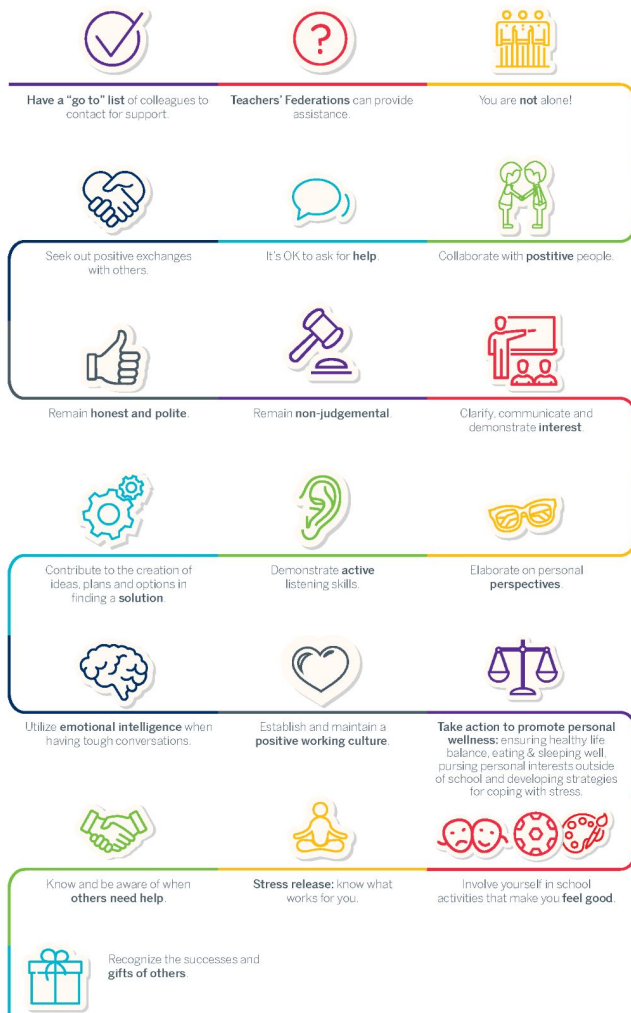 ?
Have a "go to" list of colleagues to
contact for support.
Teachers' Federations can provide
assistance.
You are not alone!
Seek out positive exchanges
with others.
It's OK to ask for help.
Collaborate with postitive people.
Remain honest and polite.
Remain non-judgemental
Clarify, communicate and
demonstrate interest.
Contribute to the creation of
ideas, plans and options in
finding a solution.
Demonstrate active
listening skills.
Elaborate on personal
perspectives.
Utilize emotional intelligence when
having tough conversations.
Establish and maintain a
positive working culture.
Take action to promote personal
wellness: ensuring healthy life
balance, eating & sleeping well,
pursing personal interests outside
of school and developing strategies
for coping with stress.
Know and be aware of when
others need help.
Stress release: know what
works for you.
Involve yourself in school
activities that make you feel good.
Recognize the successes and
gifts of others.